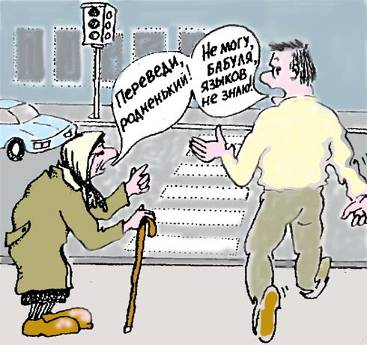 Переведи,
родненький!
Не могу,
БАБУЛЯ,
языков
не знаю!